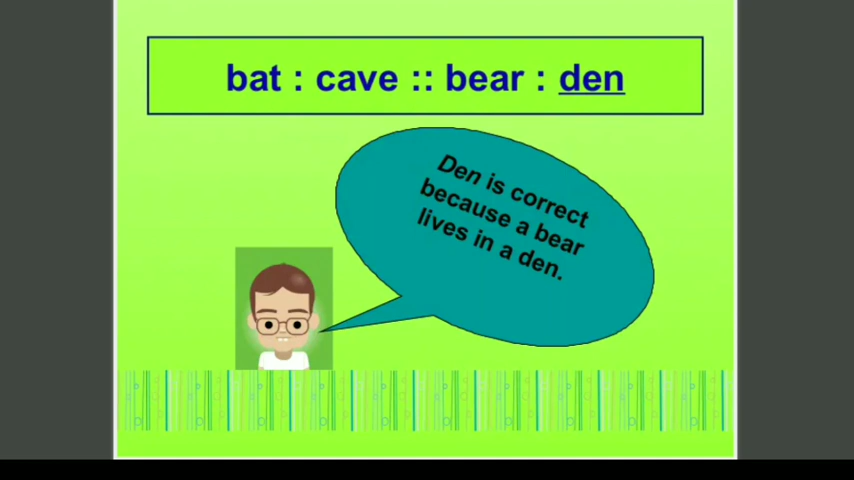 bat : cave :: bear : den
Den is correct
because a bear
lives in a den.